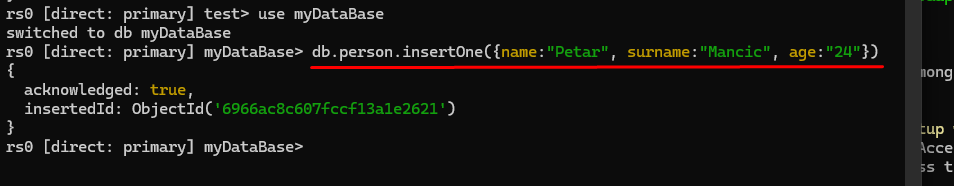 rs0 [direct: primary] test> use myDataBase
switched to db myDataBase
rs0 [direct: primary] myDataBase> db.person.insertOne({name:"Petar", surname:"Mancic", age:"24"})
{
  acknowledged: true,
  insertedId: ObjectId('6966ac8c607fccf13a1e2621')
}
rs0 [direct: primary] myDataBase>